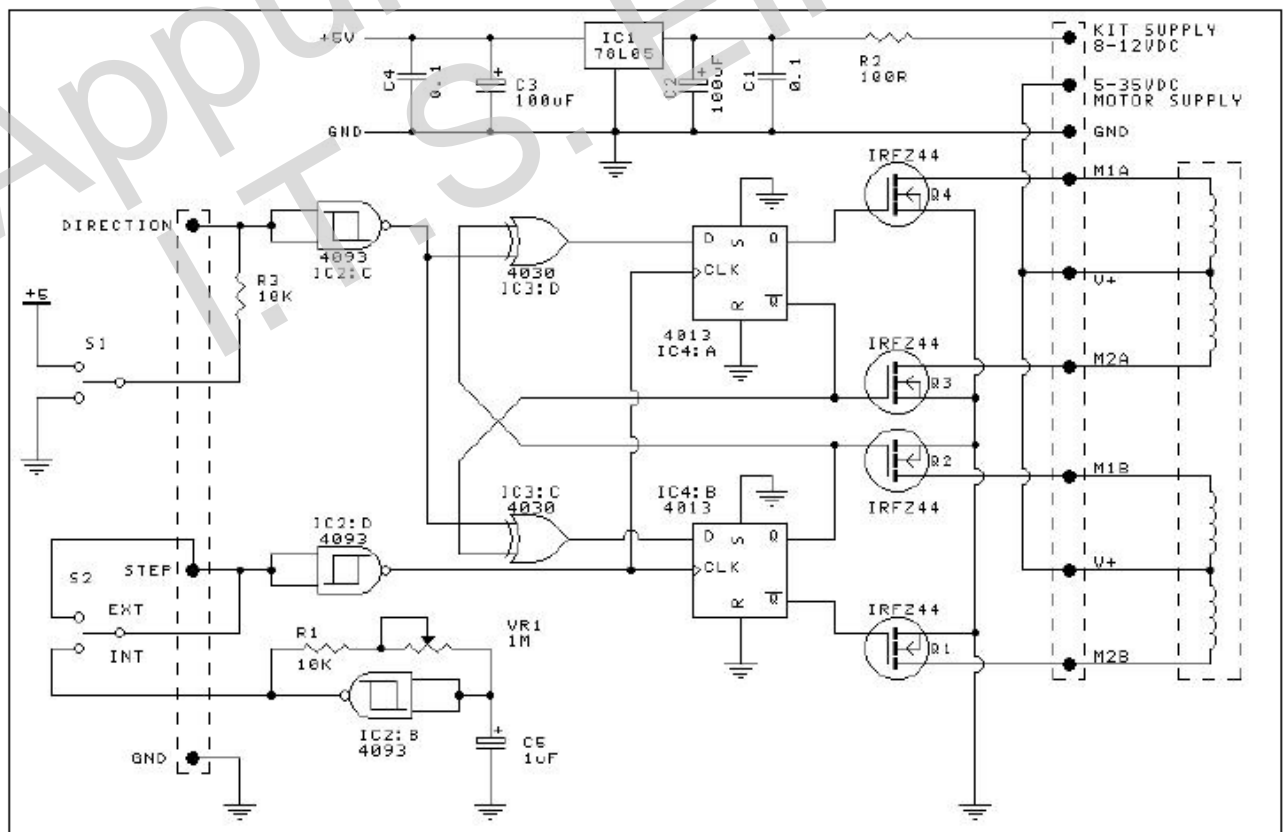 Appu
I.T.S. E
+5V
IC1
78L05
KIT SUPPLY
8-12VDC
C4
0.1
C3
100uF
C2
100uF
C1
0.1
R2
100R
5-35VDC
MOTOR SUPPLY
GND
GND
IRFZ44
M1A
Q4
DIRECTION
4093
IC2:C
4030
IC3:D
D
S
Q
CLK
R
Q
4013
IC4:A
V+
R3
10K
+5
S1
IRFZ44
M2A
Q3
Q2
M1B
IRFZ44
IC3:C
4030
IC4:B
4013
D
S
Q
CLK
R
Q
IC2:D
4093
STEP
S2
EXT
INT
V+
R1
10K
VR1
1M
IRFZ44
Q1
M2B
IC2:B
4093
C5
1uF
GND